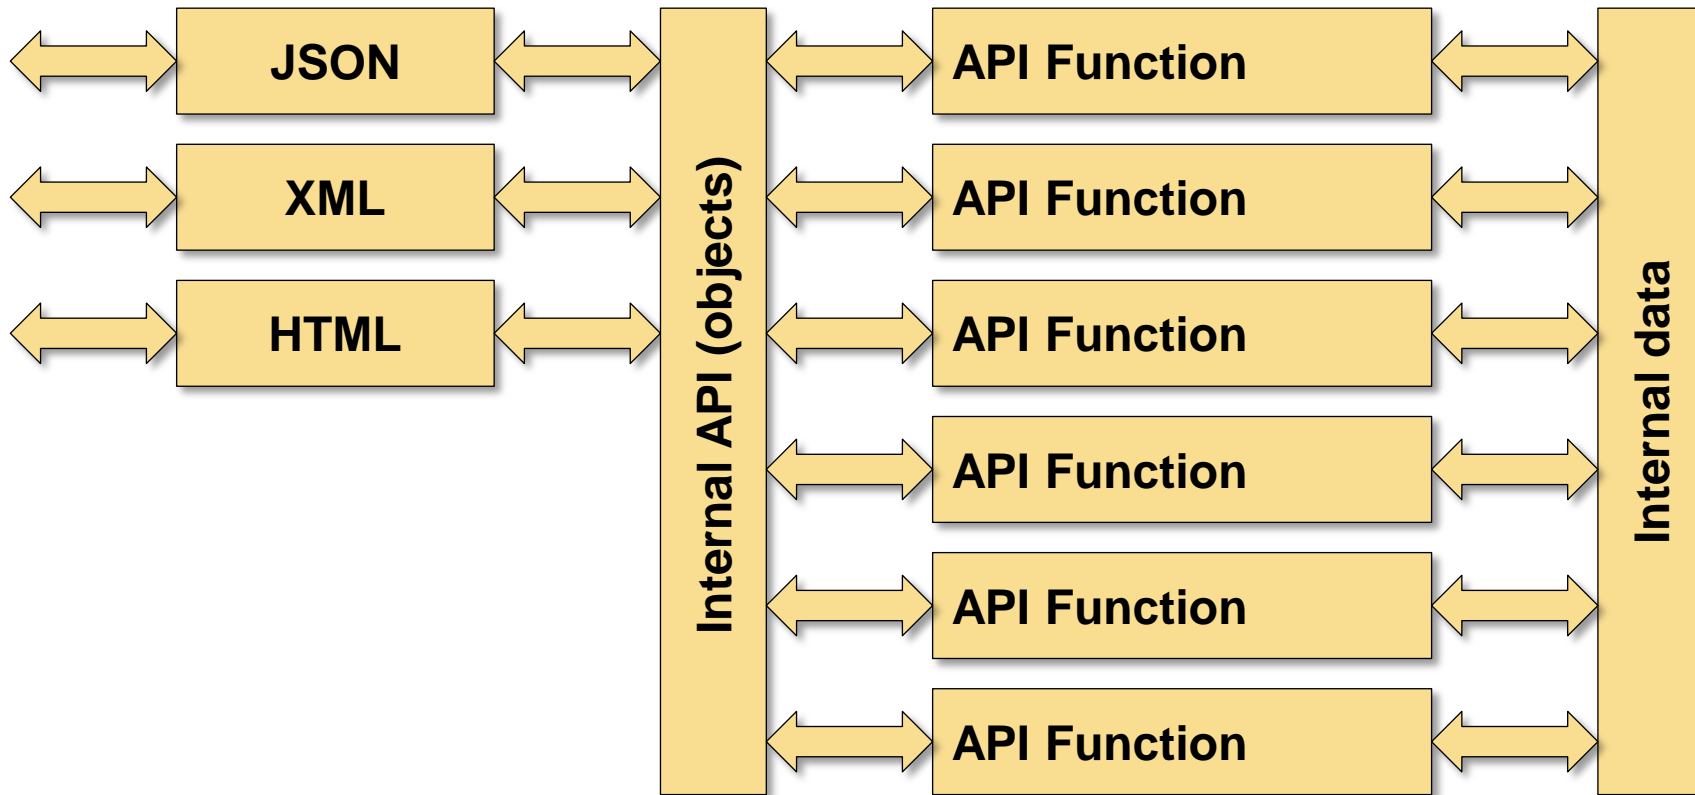 JSON
XML
HTML
Internal API (objects)
API Function
API Function
API Function
API Function
API Function
API Function
Internal data